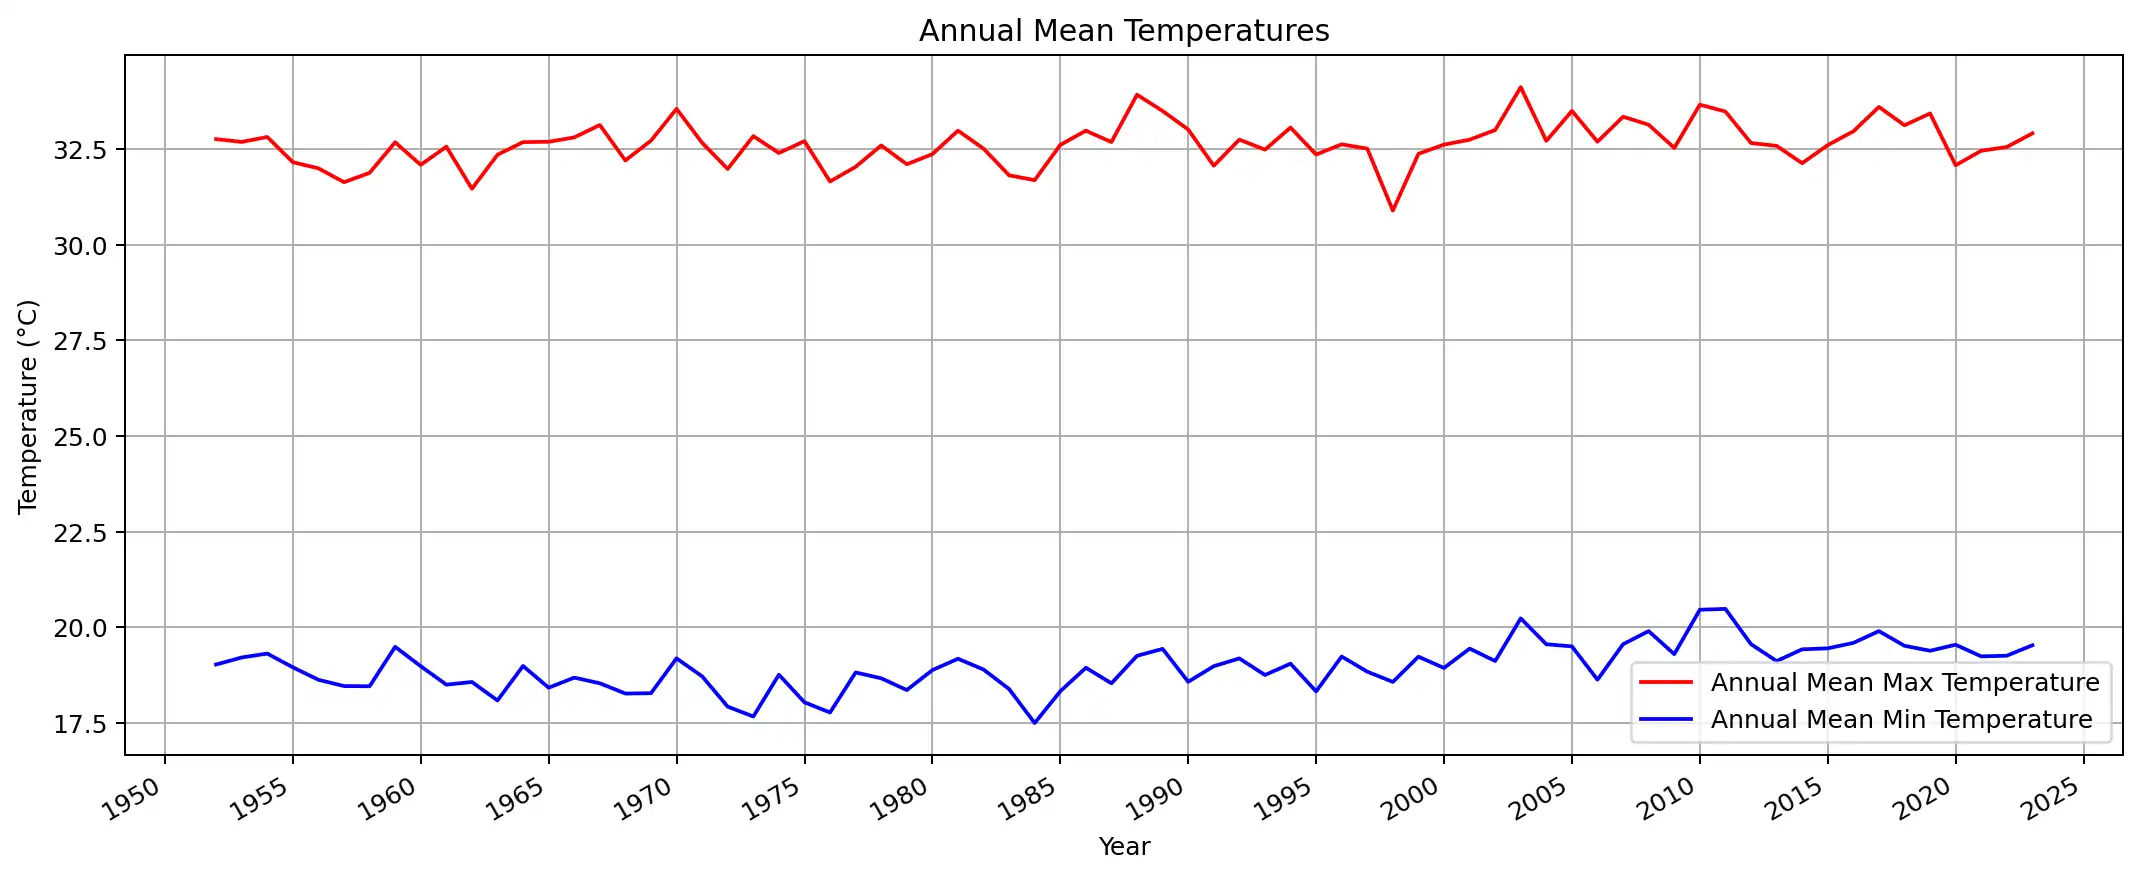 Annual Mean Temperatures
Temperature (°C)
32.5
30.0
27.5
25.0
22.5
20.0
17.5
Annual Mean Max Temperature
Annual Mean Min Temperature
1950 1955 1960 1965 1970 1975 1980 1985 1990 1995 2000 2005 2010 2015 2020 2025
Year